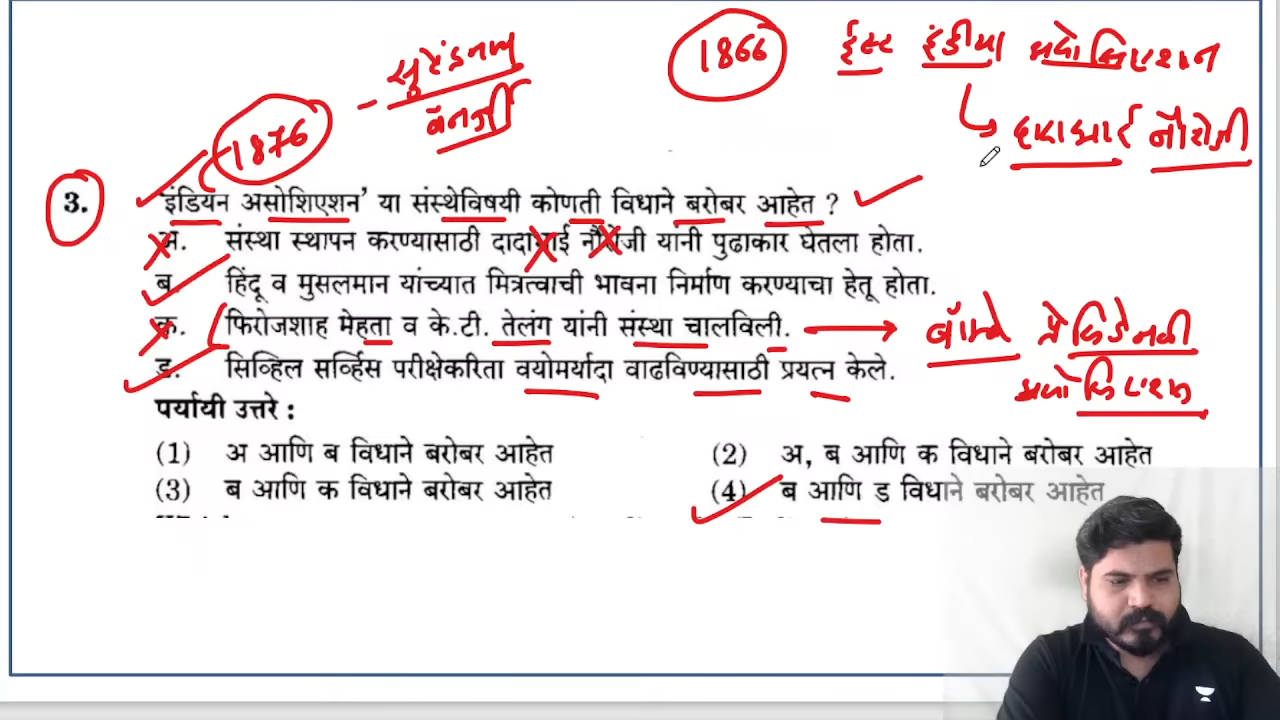 1866 ईस्ट इंडीया असोसिएशन
सुरेंद्रनाथ
बॅनर्जी
दादाभाई नौरोजी
1876
3. 'इंडियन असोशिएशन' या संस्थेविषयी कोणती विधाने बरोबर आहेत ?
अ. संस्था स्थापन करण्यासाठी दादाभाई नौरोजी यांनी पुढाकार घेतला होता.
ब. हिंदू व मुसलमान यांच्यात मित्रत्वाची भावना निर्माण करण्याचा हेतू होता.
क. फिरोजशाह मेहता व के.टी. तेलंग यांनी संस्था चालविली. बॉम्बे प्रेसिडेन्सी
असोसिएशन
ड. सिव्हिल सर्व्हिस परीक्षेकरिता वयोमर्यादा वाढविण्यासाठी प्रयत्न केले.
पर्यायी उत्तरे :
(1) अ आणि ब विधाने बरोबर आहेत (2) अ, ब आणि क विधाने बरोबर आहेत
(3) ब आणि क विधाने बरोबर आहेत (4) ब आणि ड विधाने बरोबर आहेत